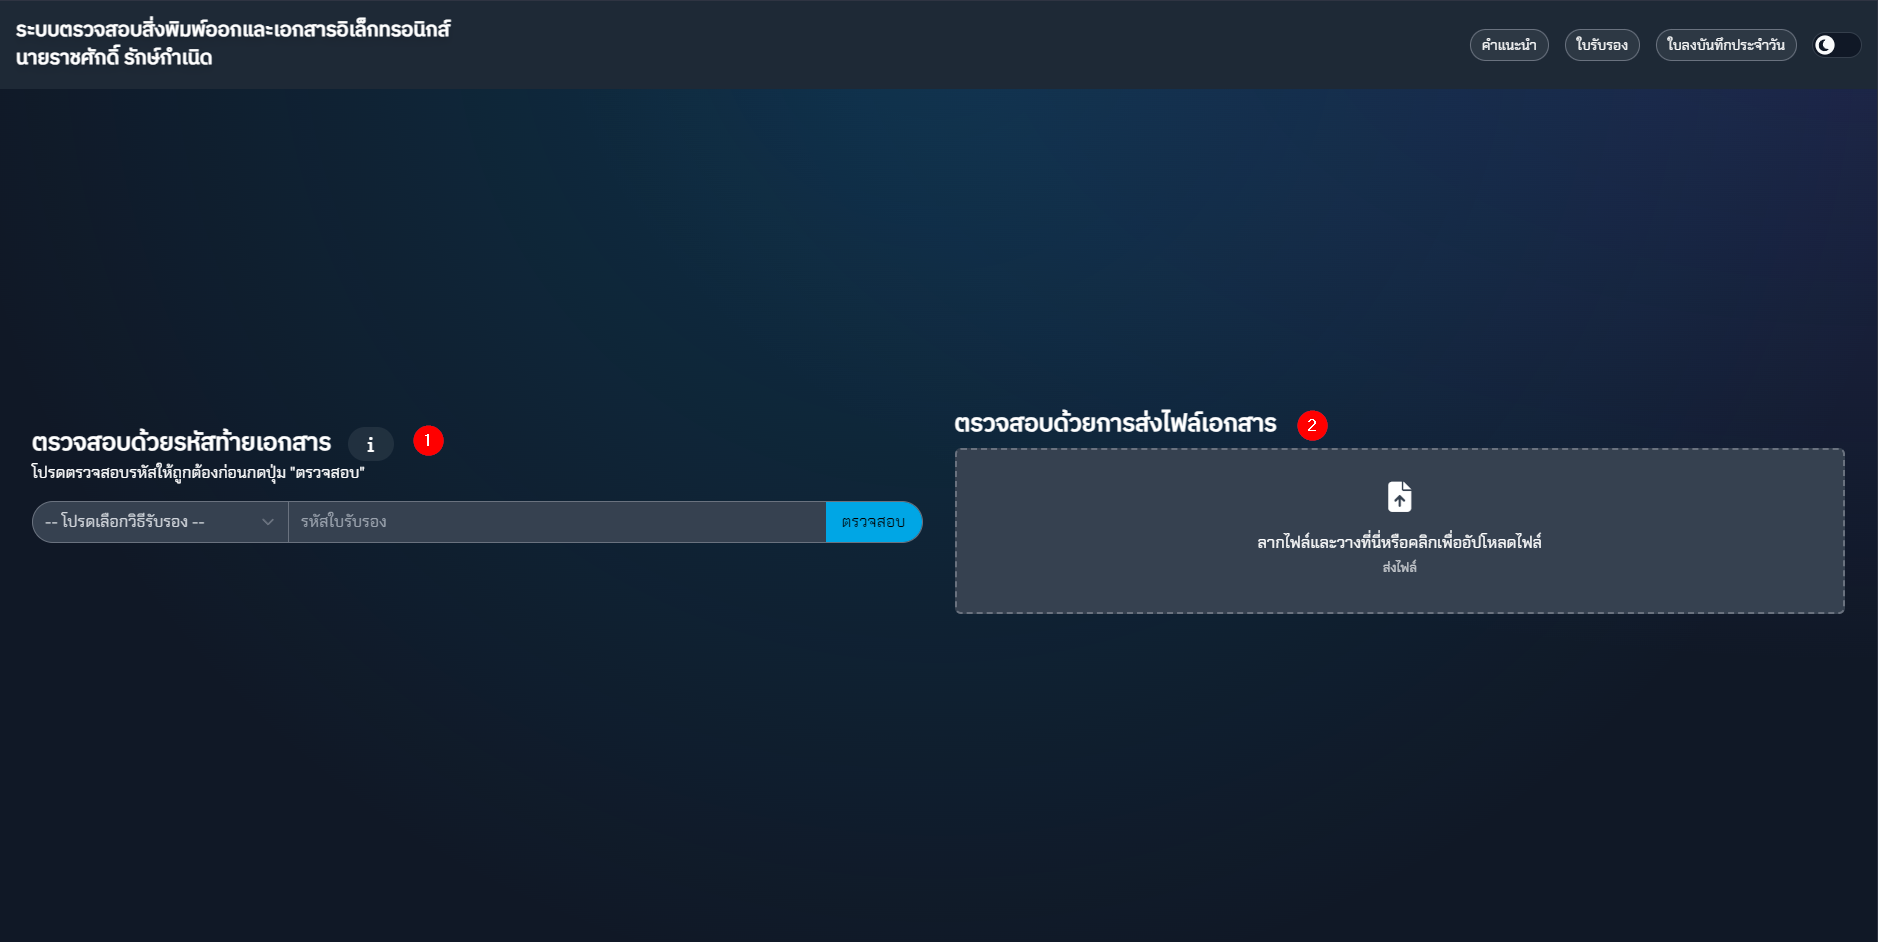 ระบบตรวจสอบสิ่งพิมพ์ออกและเอกสารอิเล็กทรอนิกส์
นายราชศักดิ์ รักษ์กำเนิด
คำแนะนำ
ใบรับรอง
ใบลงบันทึกประจำวัน
ตรวจสอบด้วยรหัสท้ายเอกสาร
i
1
โปรดตรวจสอบรหัสให้ถูกต้องก่อนกดปุ่ม "ตรวจสอบ"
-- โปรดเลือกวิธีรับรอง --
รหัสใบรับรอง
ตรวจสอบ
ตรวจสอบด้วยการส่งไฟล์เอกสาร
2
ลากไฟล์และวางที่นี่หรือคลิกเพื่ออัปโหลดไฟล์
ส่งไฟล์